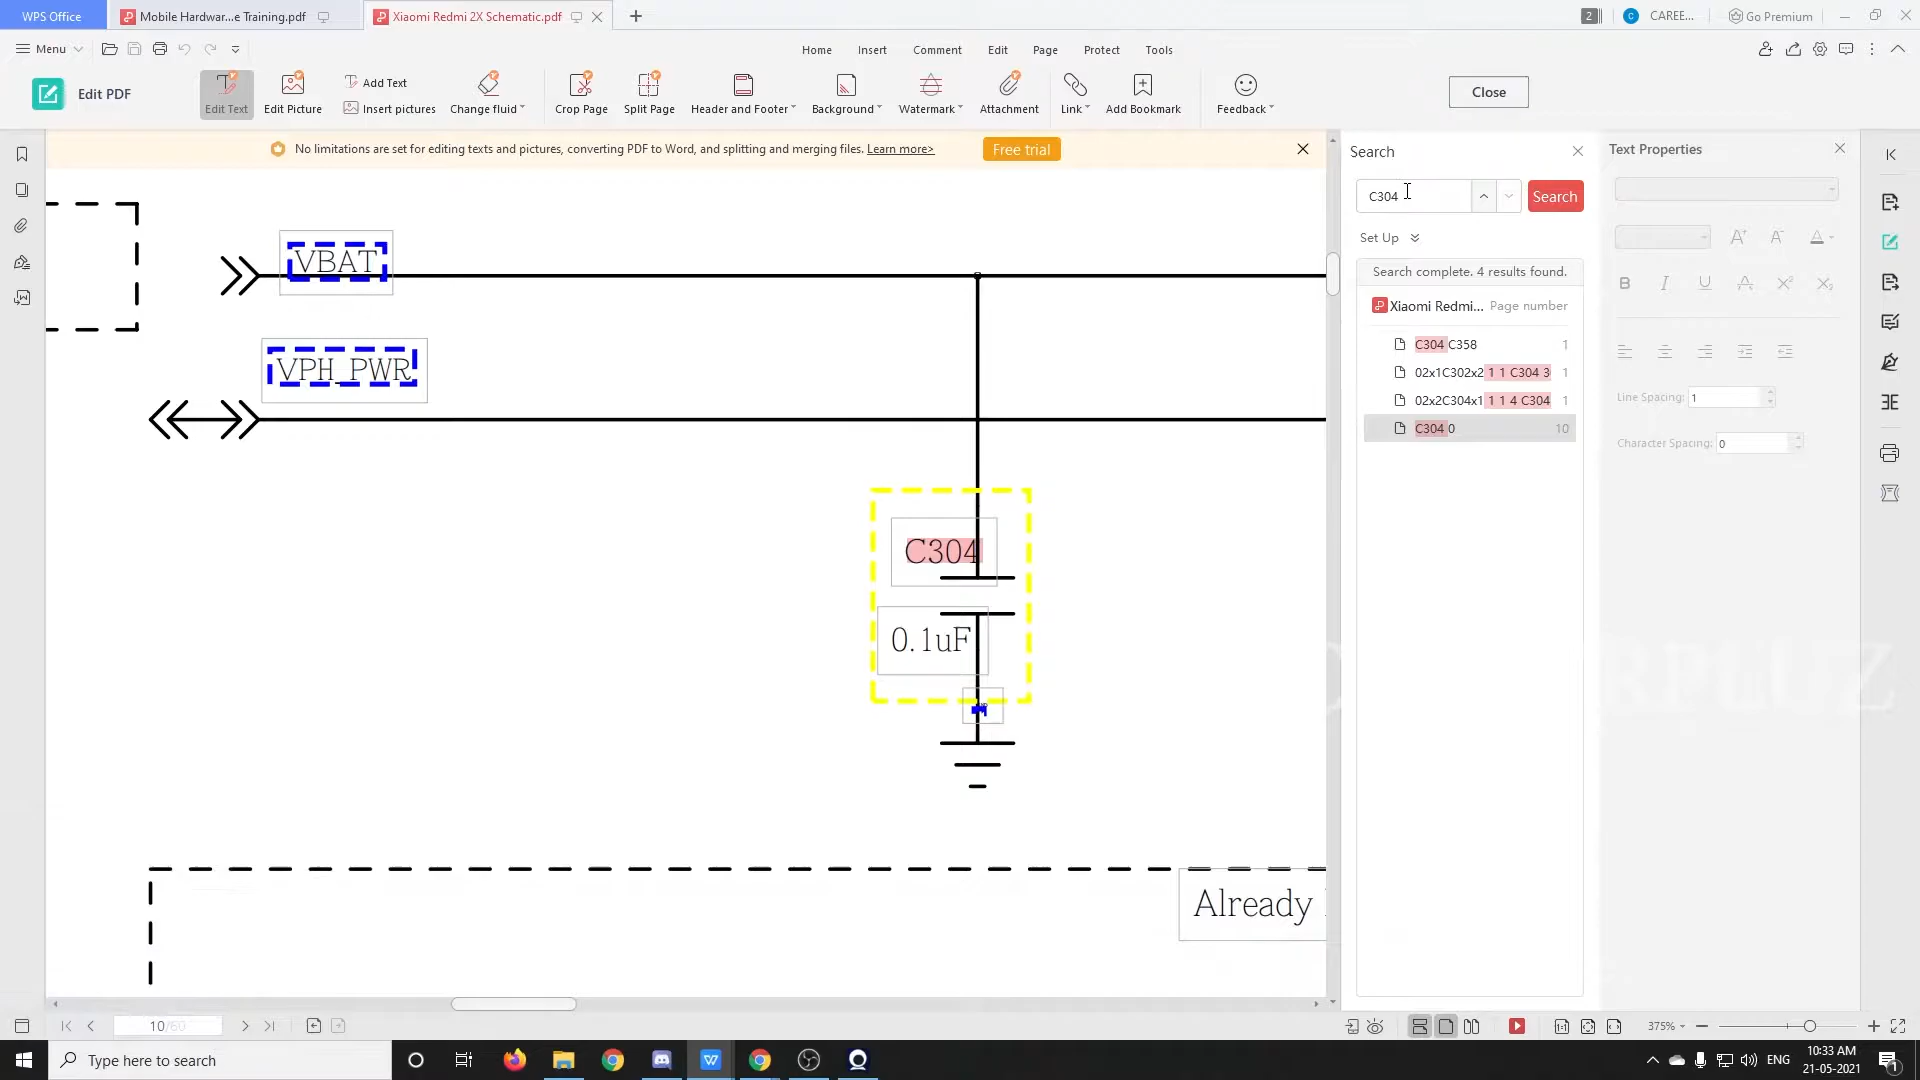 WPS Office
Mobile Hardwar...e Training.pdf
Xiaomi Redmi 2X Schematic.pdf
2
C
CAREE...
Go Premium
Menu
Home
Insert
Comment
Edit
Page
Protect
Tools
Edit PDF
Edit Text
Edit Picture
Add Text
Insert pictures
Change fluid
Crop Page
Split Page
Header and Footer
Background
Watermark
Attachment
Link
Add Bookmark
Feedback
Close
No limitations are set for editing texts and pictures, converting PDF to Word, and splitting and merging files. Learn more>
Free trial
VBAT
VPH_PWR
C304
0.1uF
Already
Search
C304
Search
Set Up
Search complete. 4 results found.
Xiaomi Redmi... Page number
C304 C358 1
02x1C302x2 1 1 C304 3 1
02x2C304x1 1 1 4 C304 1
C304 0 10
Text Properties
Line Spacing: 1
Character Spacing: 0
10/60
375%
Type here to search
ENG
10:33 AM
21-05-2021
1